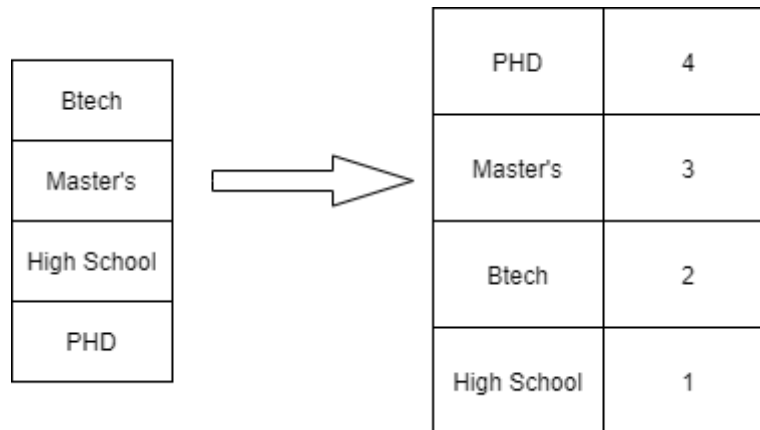 Btech
Master's
High School
PHD
PHD 4
Master's 3
Btech 2
High School 1